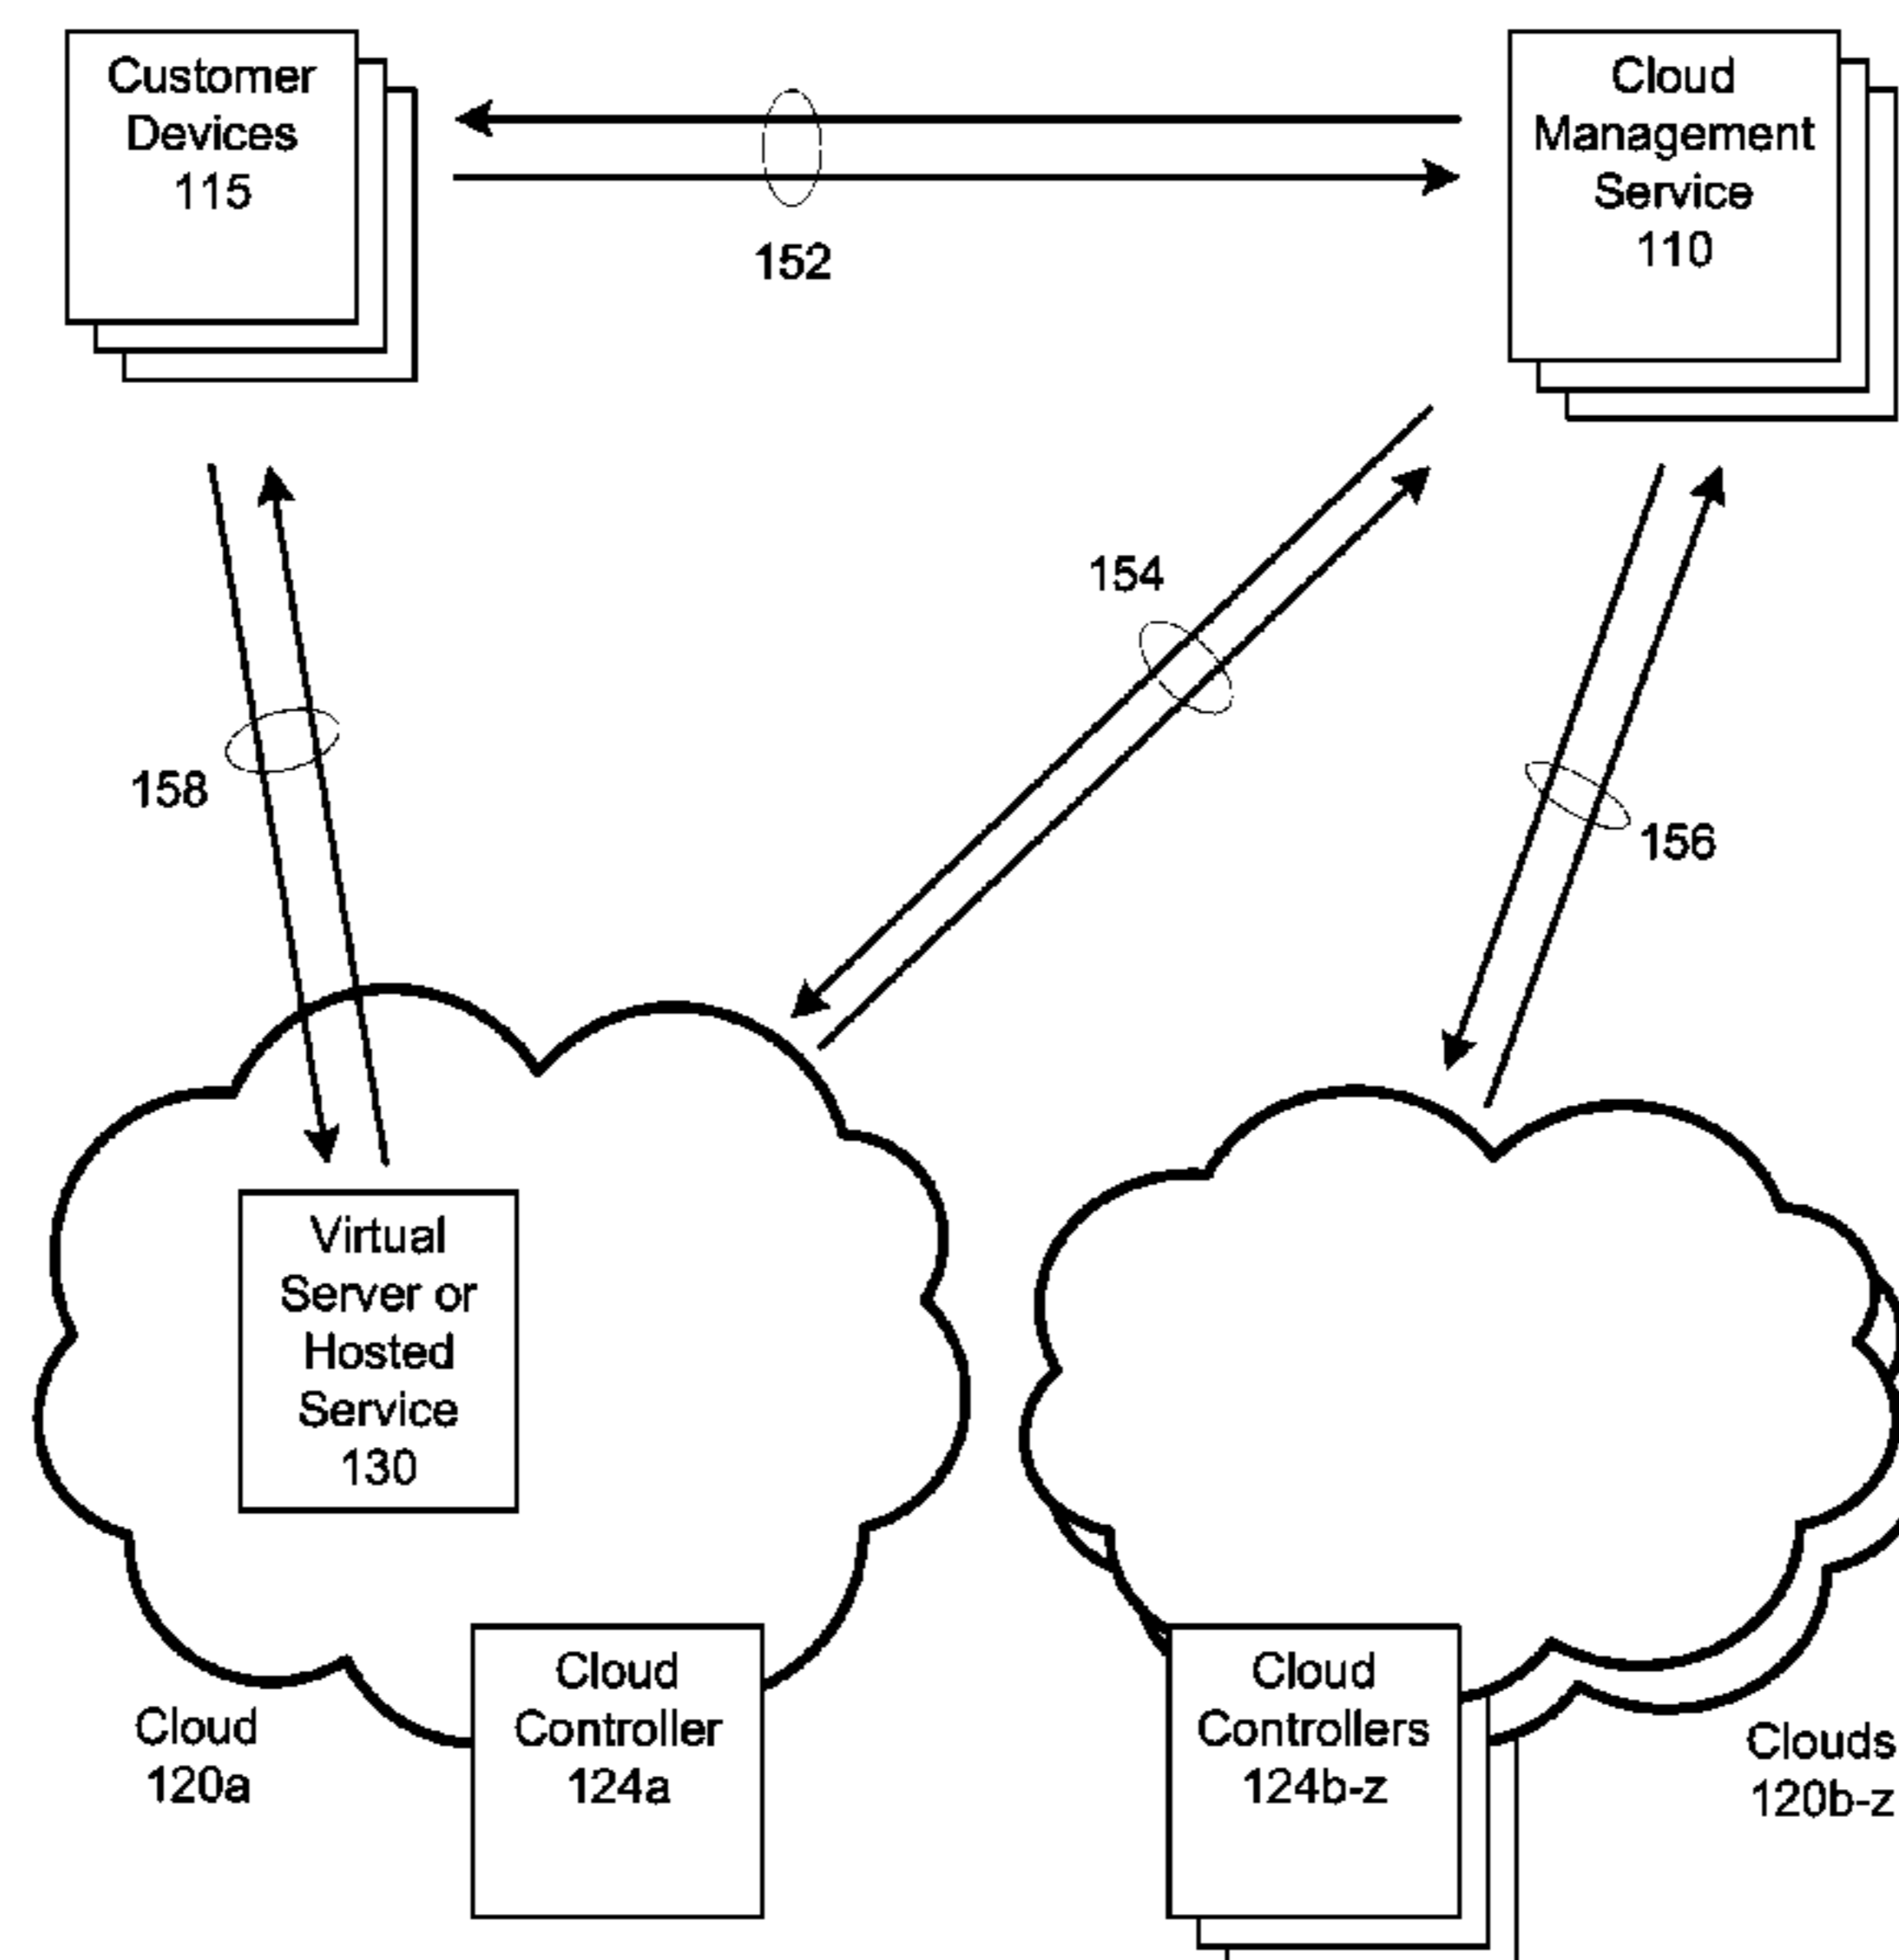 Customer
Devices
115
Cloud
Management
Service
110
152
154
158
156
Virtual
Server or
Hosted
Service
130
Cloud
120a
Cloud
Controller
124a
Cloud
Controllers
124b-z
Clouds
120b-z